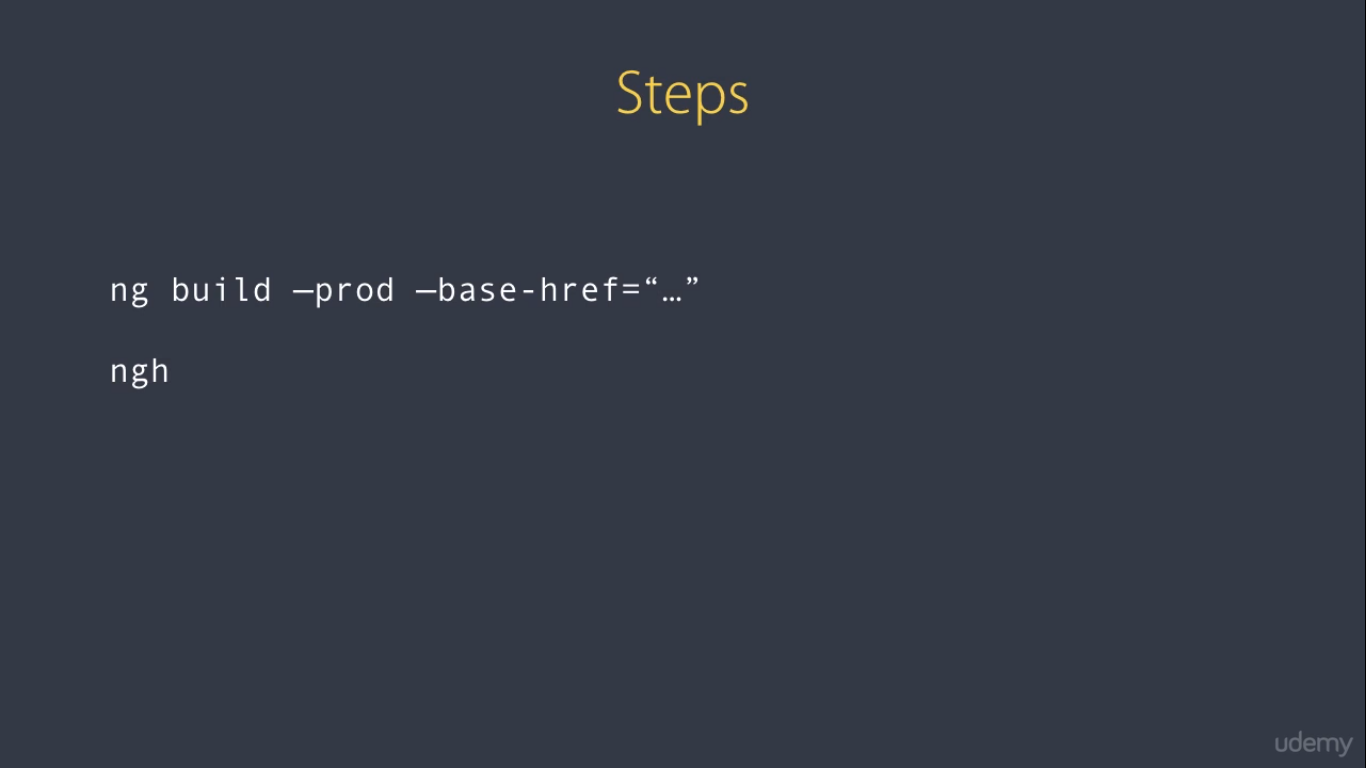 Steps
ng build —prod —base-href=“…”
ngh
udemy